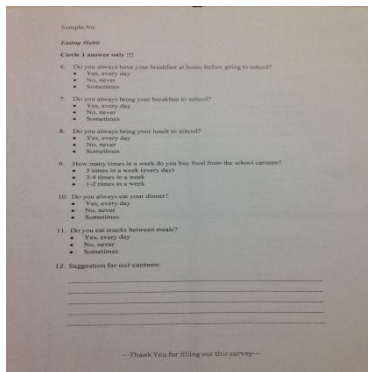 Sample No.
Eating Habit
Circle 1 answer only !!!
6. Do you always have your breakfast at home before going to school?
• Yes, every day
• No, never
• Sometimes
7. Do you always bring your breakfast to school?
• Yes, every day
• No, never
• Sometimes
8. Do you always bring your lunch to school?
• Yes, every day
• No, never
• Sometimes
9. How many times in a week do you buy food from the school canteen?
• 5 times in a week (every day)
• 3-4 times in a week
• 1-2 times in a week
10. Do you always eat your dinner?
• Yes, every day
• No, never
• Sometimes
11. Do you eat snacks between meals?
• Yes, every day
• No, never
• Sometimes
12. Suggestion for our canteen:
---Thank You for filling out this survey---